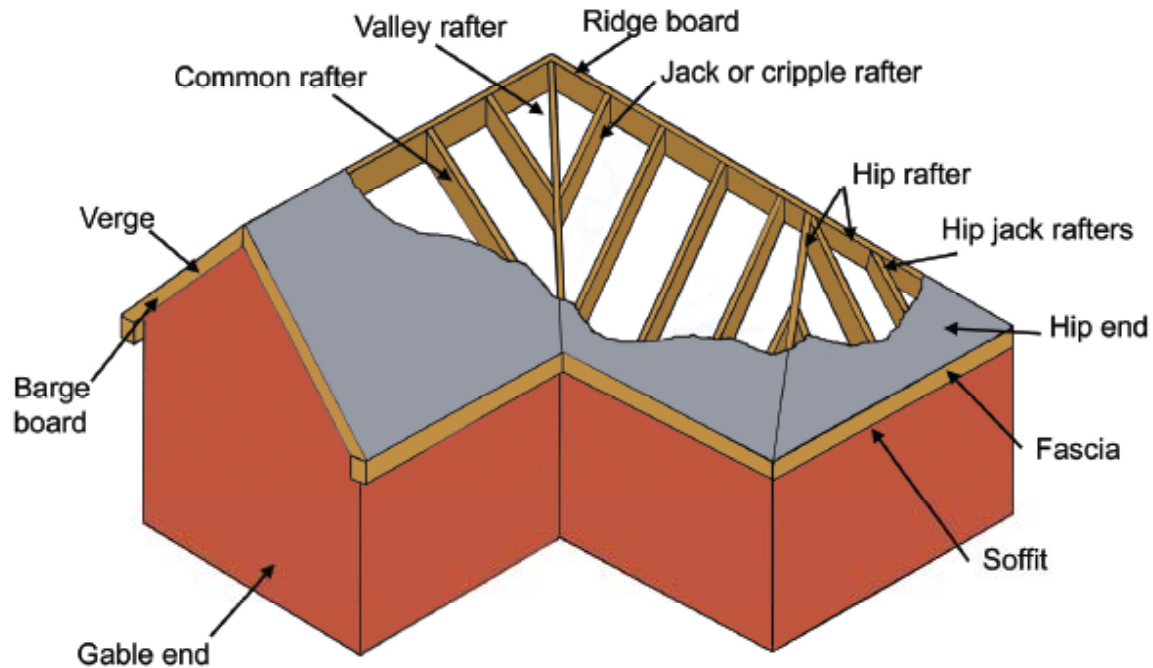 Valley rafter
Ridge board
Common rafter
Jack or cripple rafter
Hip rafter
Verge
Hip jack rafters
Hip end
Barge
board
Fascia
Soffit
Gable end